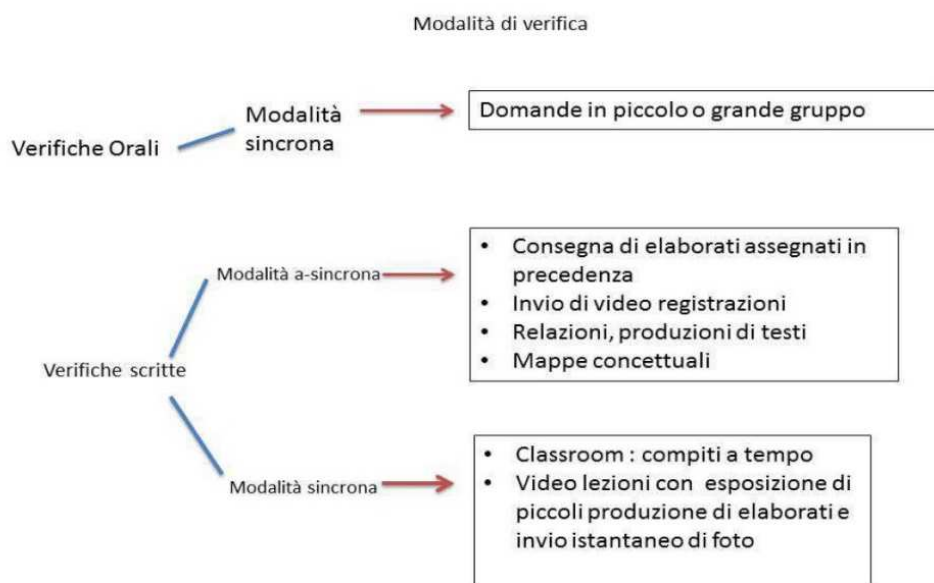 Modalità di verifica
Verifiche Orali
Modalità
sincrona
Domande in piccolo o grande gruppo
Verifiche scritte
Modalità a-sincrona
• Consegna di elaborati assegnati in
precedenza
• Invio di video registrazioni
• Relazioni, produzioni di testi
• Mappe concettuali
Modalità sincrona
• Classroom : compiti a tempo
• Video lezioni con esposizione di
piccoli produzione di elaborati e
invio istantaneo di foto